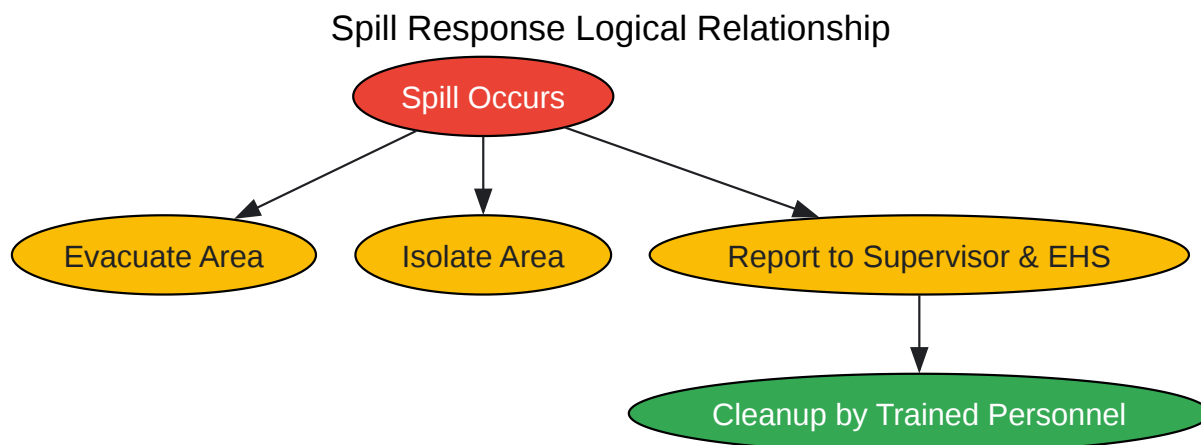 Spill Response Logical Relationship
Spill Occurs
Evacuate Area
Isolate Area
Report to Supervisor & EHS
Cleanup by Trained Personnel